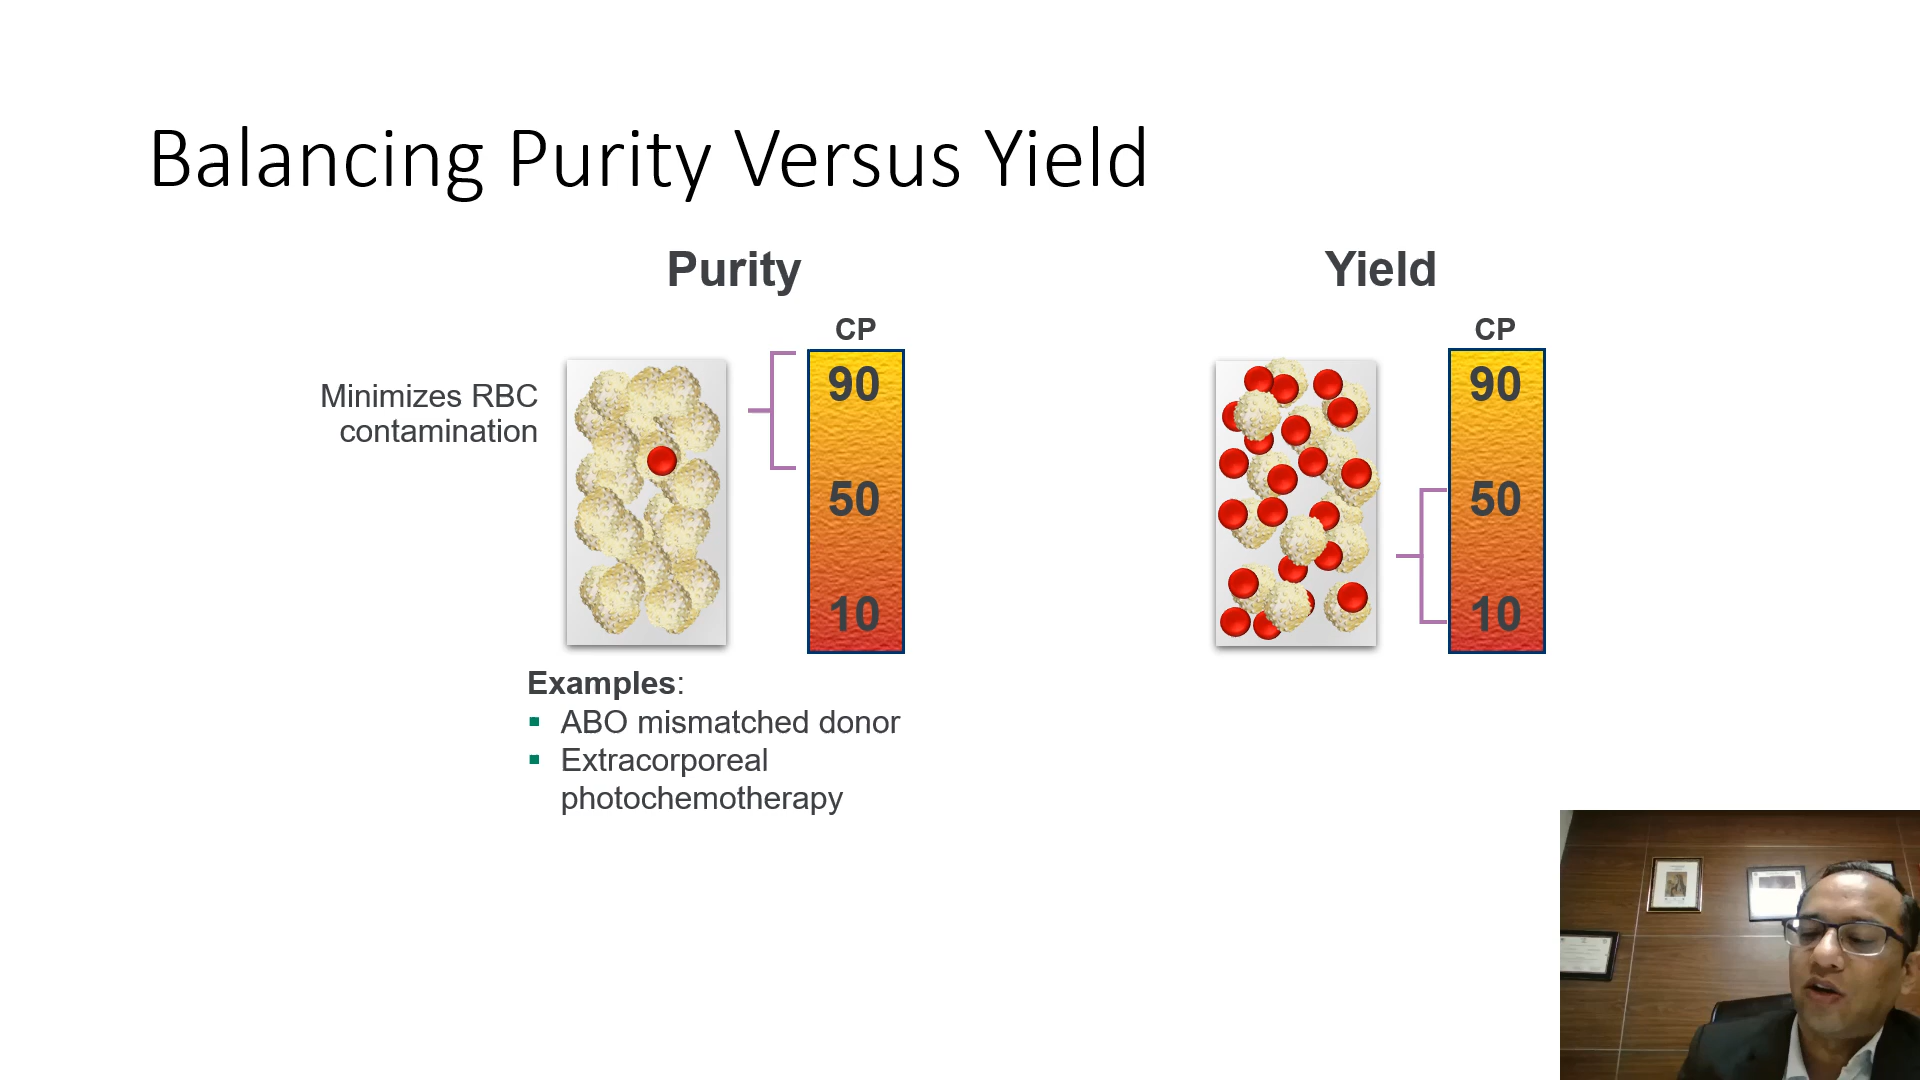 Balancing Purity Versus Yield
Purity
CP
Minimizes RBC
contamination
90
50
10
Examples:
▪ ABO mismatched donor
▪ Extracorporeal
photochemotherapy
Yield
CP
90
50
10